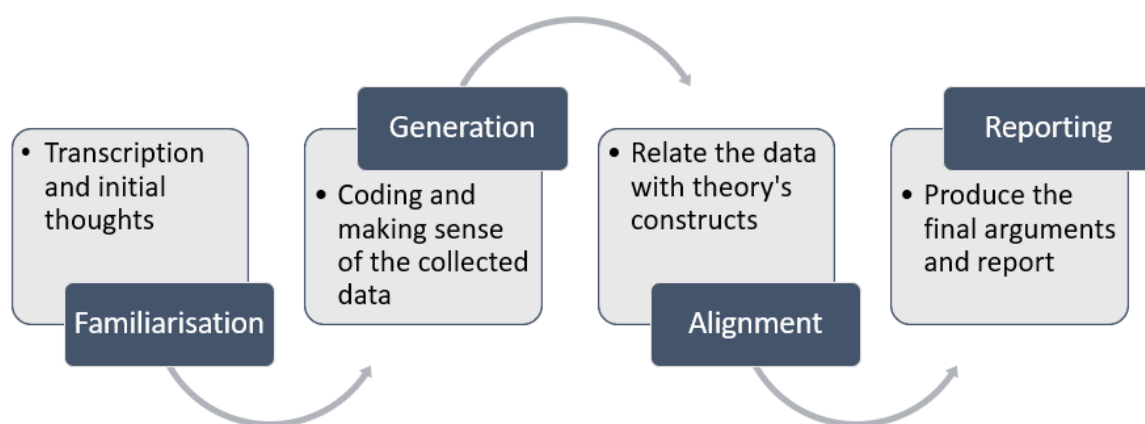 • Transcription
and initial
thoughts
Familiarisation
Generation
• Coding and
making sense
of the collected
data
• Relate the data
with theory's
constructs
Alignment
Reporting
• Produce the
final arguments
and report